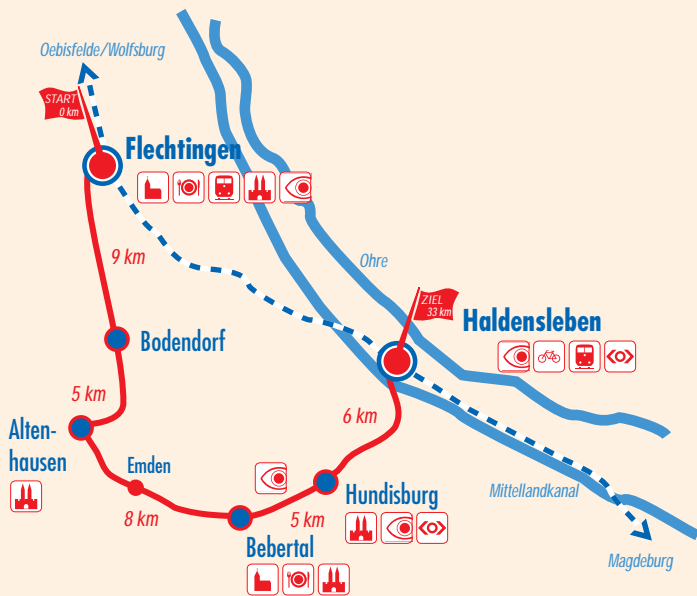 Oebisfelde/Wolfsburg
START
0 km
Flechtingen
9 km
Ohre
ZIEL
33 km
Haldensleben
Bodendorf
5 km
6 km
Alten-
hausen
Emden
8 km
5 km
Hundisburg
Mittellandkanal
Bebertal
Magdeburg